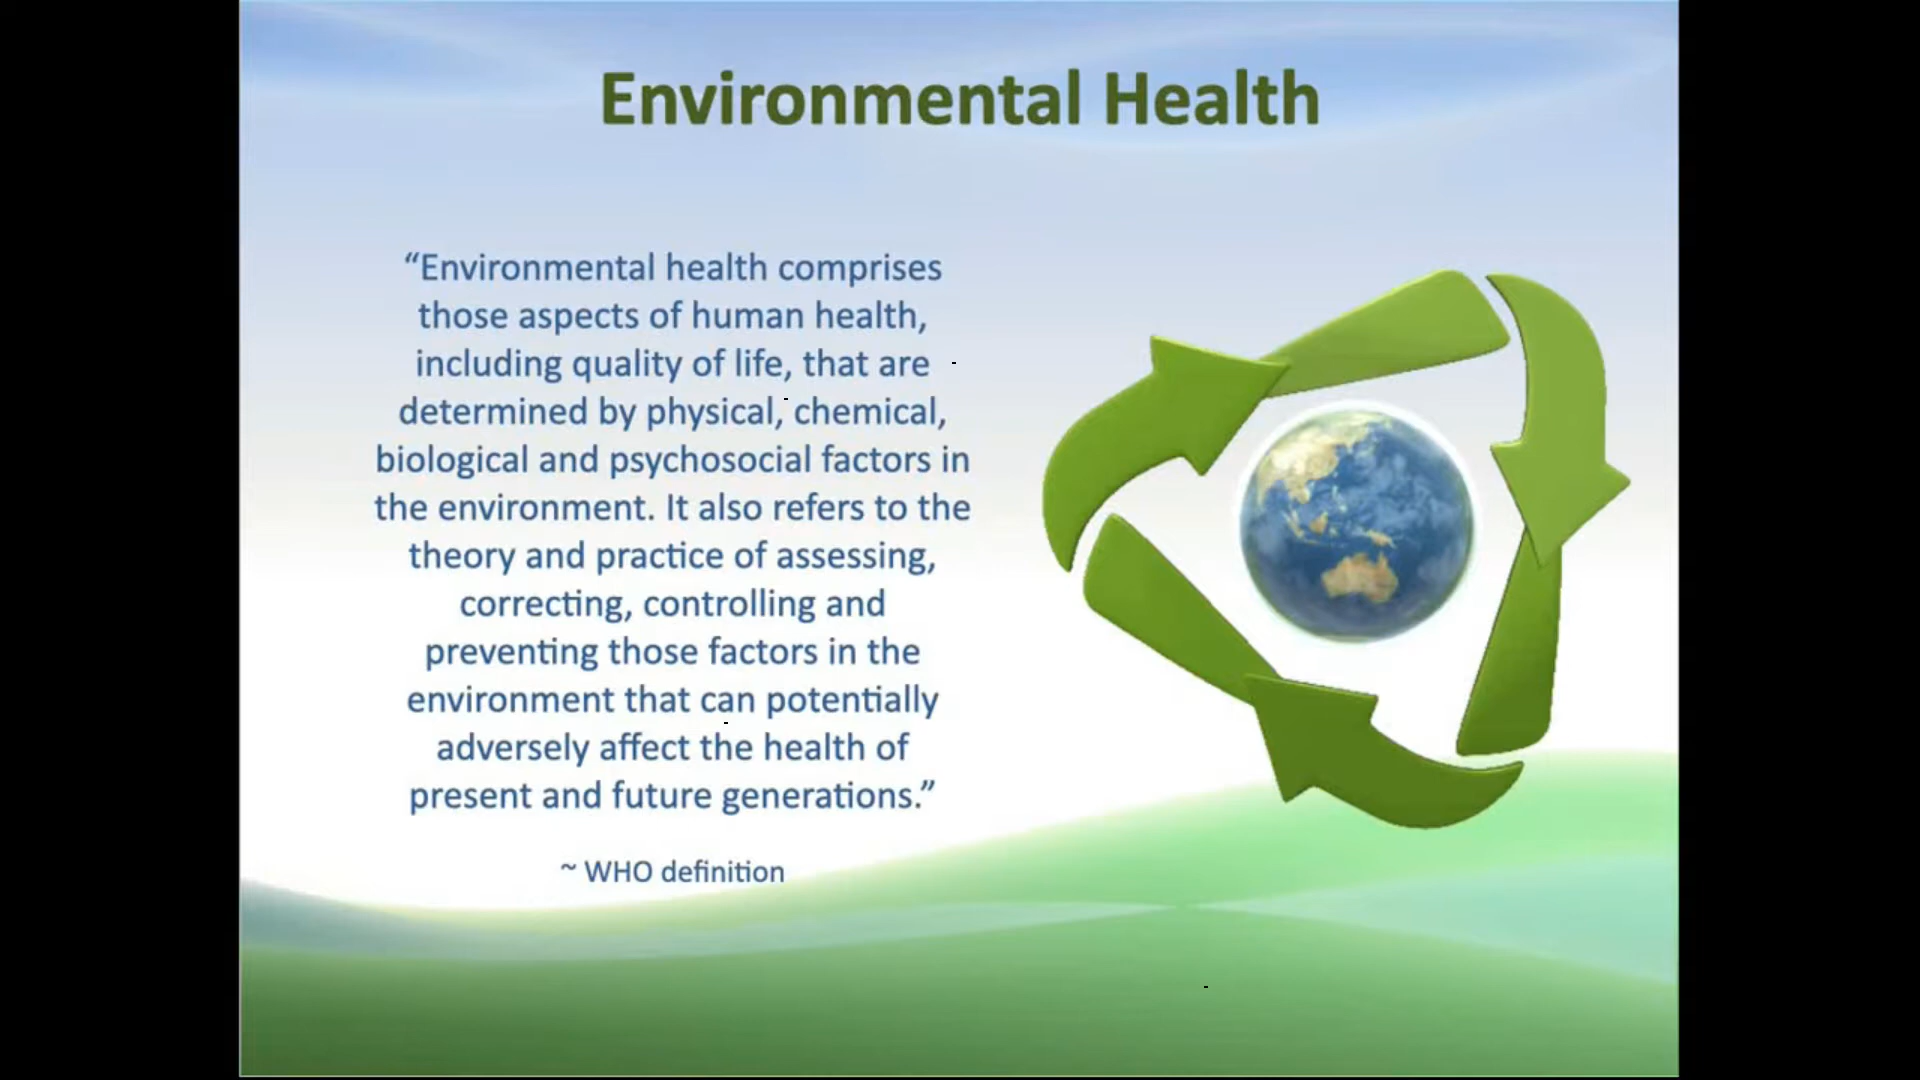 Environmental Health
“Environmental health comprises
those aspects of human health,
including quality of life, that are
determined by physical, chemical,
biological and psychosocial factors in
the environment. It also refers to the
theory and practice of assessing,
correcting, controlling and
preventing those factors in the
environment that can potentially
adversely affect the health of
present and future generations.”
~ WHO definition